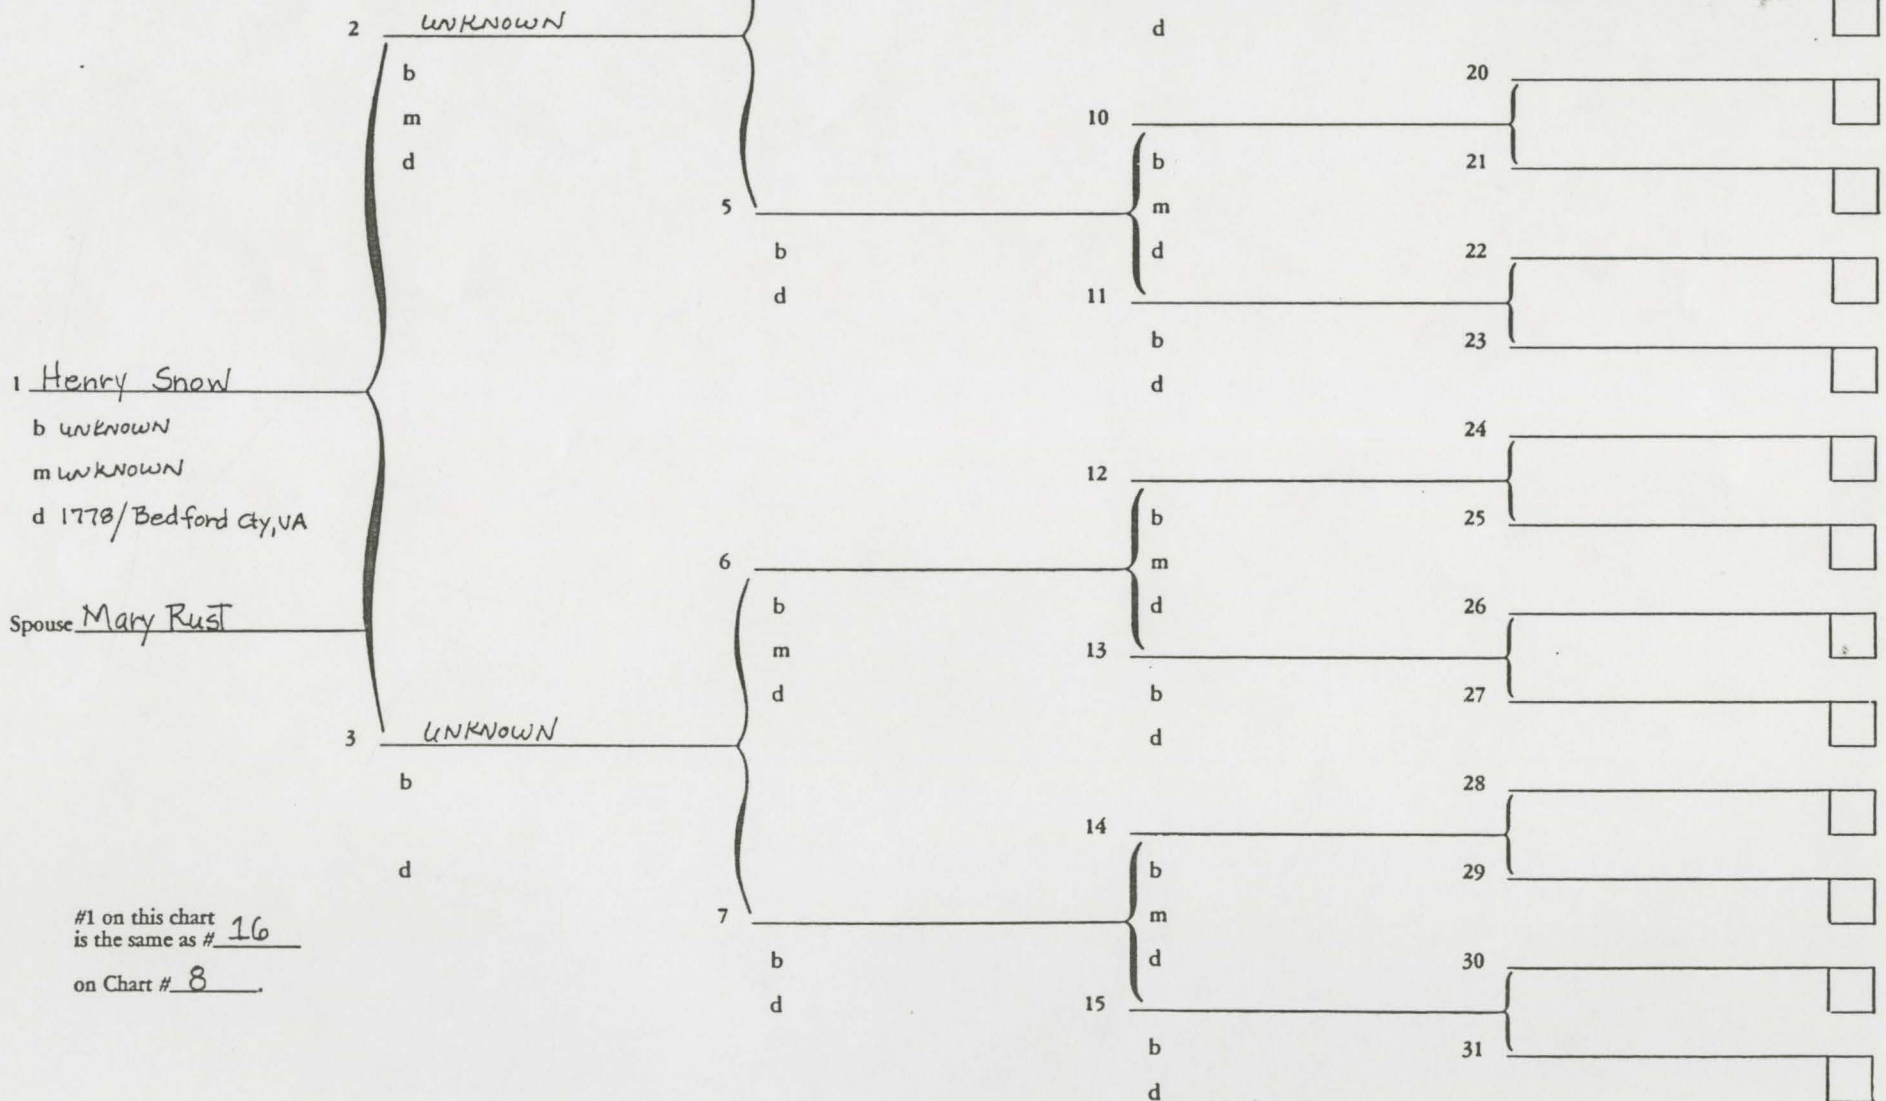 2 UNKNOWN
b
m
d
1 Henry Snow
b UNKNOWN
m UNKNOWN
d 1778/Bedford Cty, VA
Spouse Mary Rust
3 UNKNOWN
b
d
#1 on this chart
is the same as # 16
on Chart # 8.
5
b
d
6
b
m
d
7
b
d
d
10
b
m
d
11
b
d
12
b
m
d
13
b
d
14
b
m
d
15
b
d
20
21
22
23
24
25
26
27
28
29
30
31